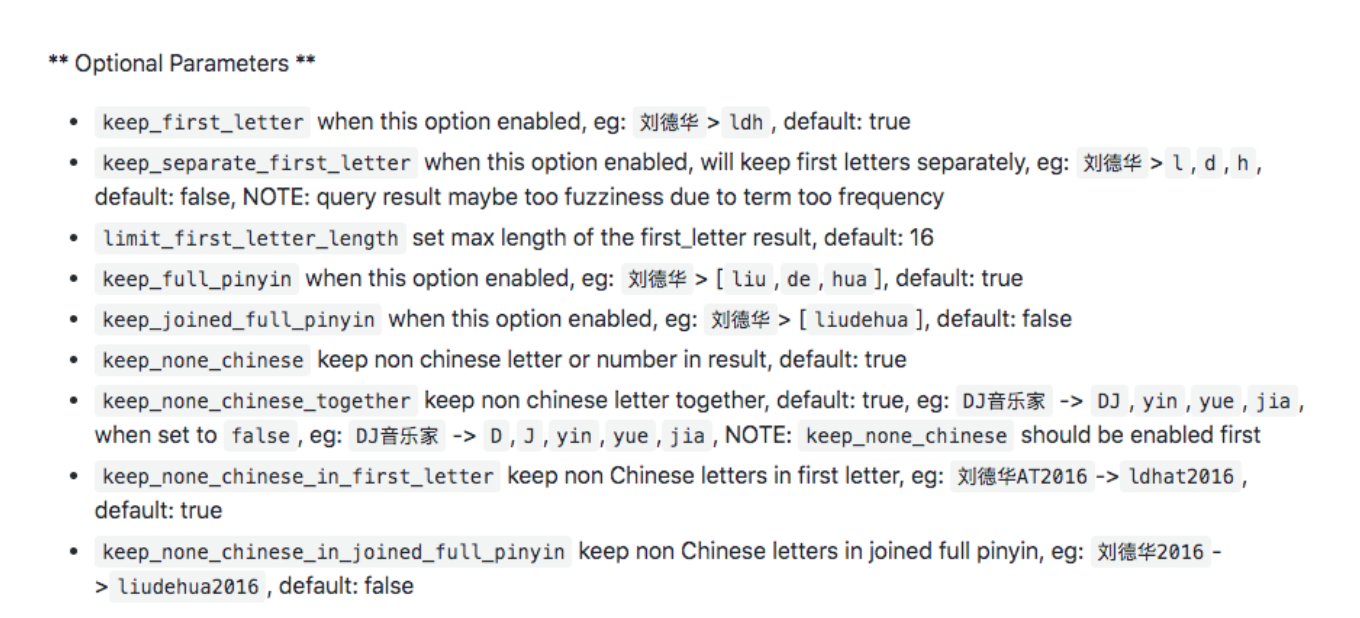 ** Optional Parameters **
• keep_first_letter when this option enabled, eg: 刘德华 > ldh , default: true
• keep_separate_first_letter when this option enabled, will keep first letters separately, eg: 刘德华 > l , d , h ,
default: false, NOTE: query result maybe too fuzziness due to term too frequency
• limit_first_letter_length set max length of the first_letter result, default: 16
• keep_full_pinyin when this option enabled, eg: 刘德华 > [ liu , de , hua ], default: true
• keep_joined_full_pinyin when this option enabled, eg: 刘德华 > [ liudehua ], default: false
• keep_none_chinese keep non chinese letter or number in result, default: true
• keep_none_chinese_together keep non chinese letter together, default: true, eg: DJ音乐家 -> DJ , yin , yue , jia ,
when set to false , eg: DJ音乐家 -> D , J , yin , yue , jia , NOTE: keep_none_chinese should be enabled first
• keep_none_chinese_in_first_letter keep non Chinese letters in first letter, eg: 刘德华AT2016 -> ldhat2016 ,
default: true
• keep_none_chinese_in_joined_full_pinyin keep non Chinese letters in joined full pinyin, eg: 刘德华2016 -
> liudehua2016 , default: false